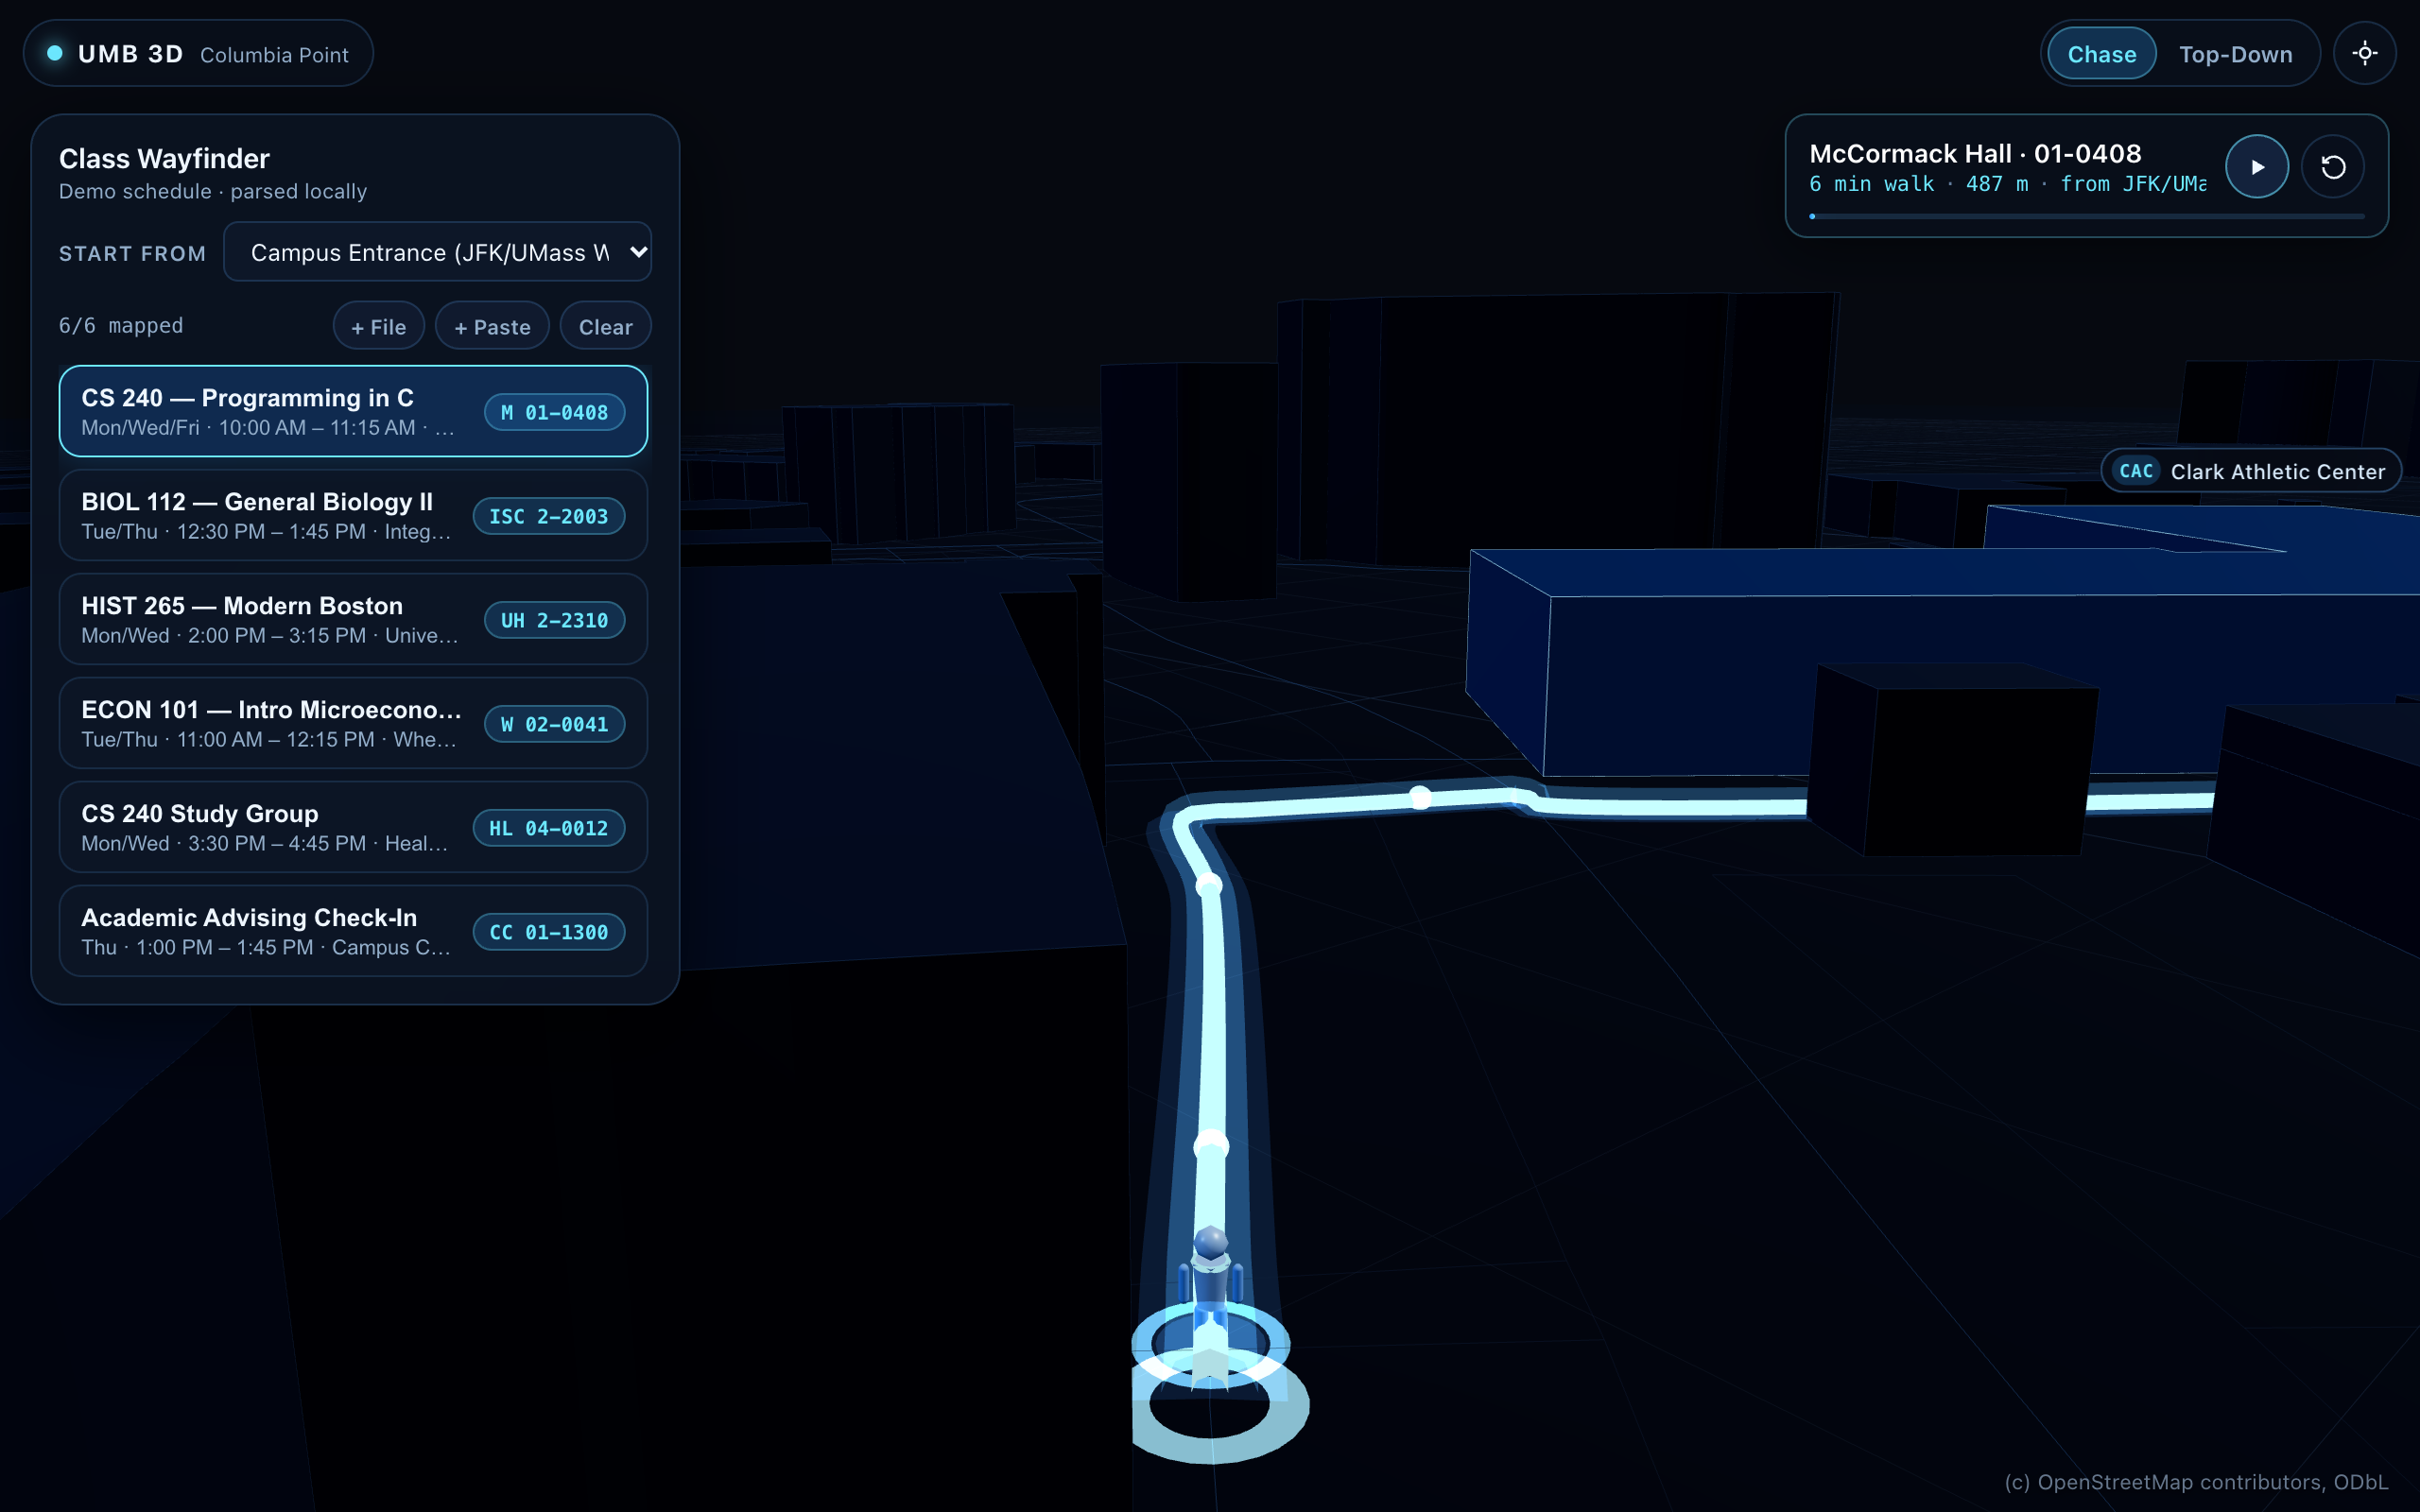 UMB 3D Columbia Point
Chase Top-Down
Class Wayfinder
Demo schedule · parsed locally
START FROM Campus Entrance (JFK/UMass W
6/6 mapped + File + Paste Clear
CS 240 — Programming in C
Mon/Wed/Fri · 10:00 AM – 11:15 AM · …
M 01-0408
BIOL 112 — General Biology II
Tue/Thu · 12:30 PM – 1:45 PM · Integ…
ISC 2-2003
HIST 265 — Modern Boston
Mon/Wed · 2:00 PM – 3:15 PM · Unive…
UH 2-2310
ECON 101 — Intro Microecono…
Tue/Thu · 11:00 AM – 12:15 PM · Whe…
W 02-0041
CS 240 Study Group
Mon/Wed · 3:30 PM – 4:45 PM · Heal…
HL 04-0012
Academic Advising Check-In
Thu · 1:00 PM – 1:45 PM · Campus C…
CC 01-1300
McCormack Hall · 01-0408
6 min walk · 487 m · from JFK/UMa
CAC Clark Athletic Center
(c) OpenStreetMap contributors, ODbL